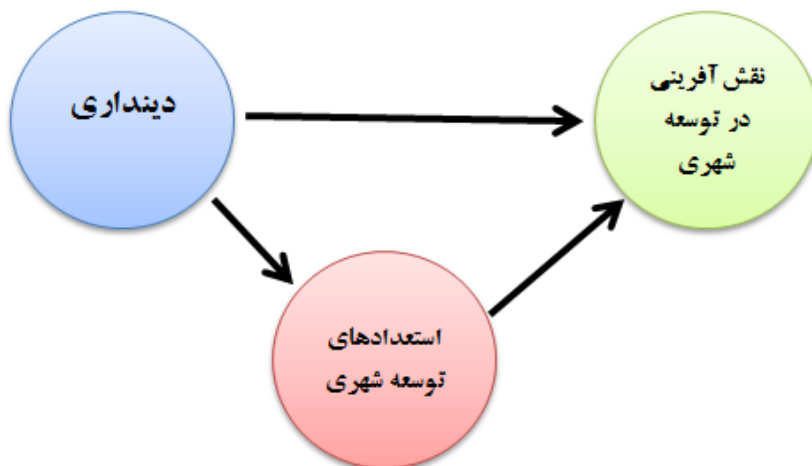 دینداری
نقش آفرینی
در توسعه
شهری
استعدادهای
توسعه شهری